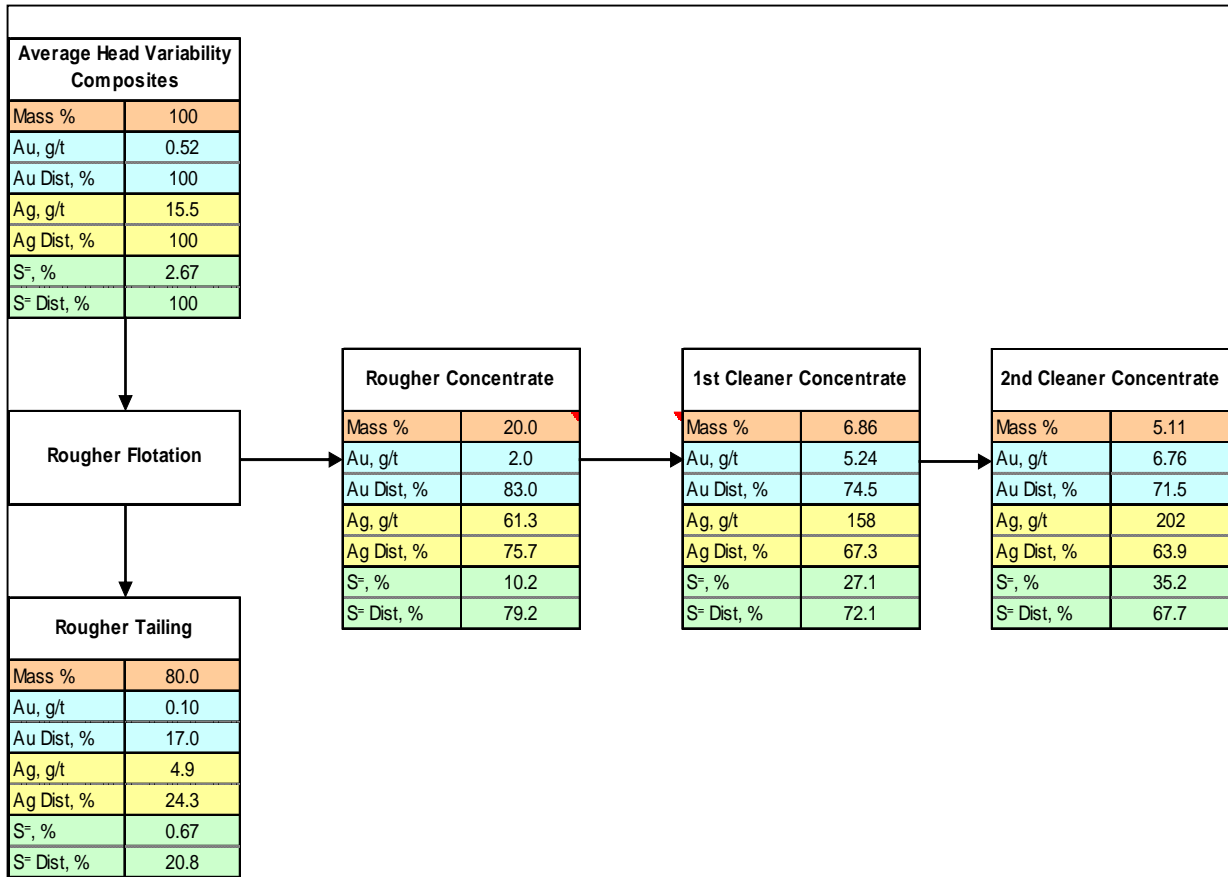 Average Head Variability
Composites
Mass % 100
Au, g/t 0.52
Au Dist, % 100
Ag, g/t 15.5
Ag Dist, % 100
S=, % 2.67
S= Dist, % 100
Rougher Flotation
Rougher Concentrate
Mass % 20.0
Au, g/t 2.0
Au Dist, % 83.0
Ag, g/t 61.3
Ag Dist, % 75.7
S=, % 10.2
S= Dist, % 79.2
1st Cleaner Concentrate
Mass % 6.86
Au, g/t 5.24
Au Dist, % 74.5
Ag, g/t 158
Ag Dist, % 67.3
S=, % 27.1
S= Dist, % 72.1
2nd Cleaner Concentrate
Mass % 5.11
Au, g/t 6.76
Au Dist, % 71.5
Ag, g/t 202
Ag Dist, % 63.9
S=, % 35.2
S= Dist, % 67.7
Rougher Tailing
Mass % 80.0
Au, g/t 0.10
Au Dist, % 17.0
Ag, g/t 4.9
Ag Dist, % 24.3
S=, % 0.67
S= Dist, % 20.8